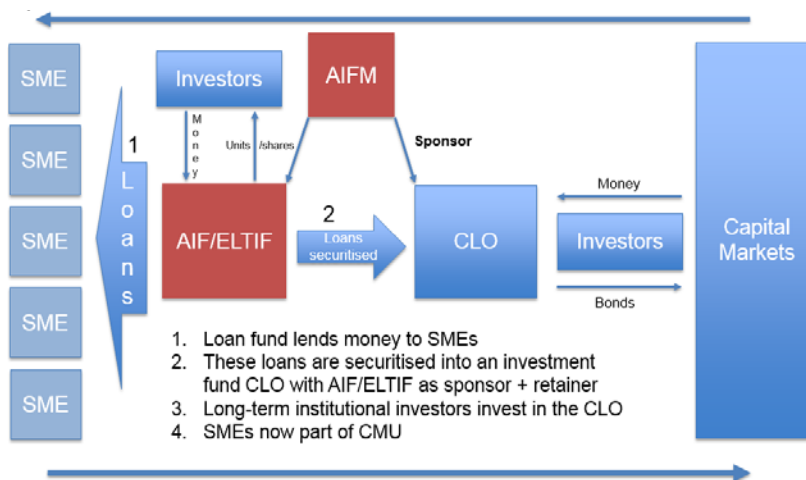 SME
SME
SME
SME
SME
1
Loans
Investors
Money
Units /shares
AIFM
Sponsor
AIF/ELTIF
2
Loans
securitised
CLO
Money
Investors
Bonds
Capital
Markets
1. Loan fund lends money to SMEs
2. These loans are securitised into an investment
fund CLO with AIF/ELTIF as sponsor + retainer
3. Long-term institutional investors invest in the CLO
4. SMEs now part of CMU